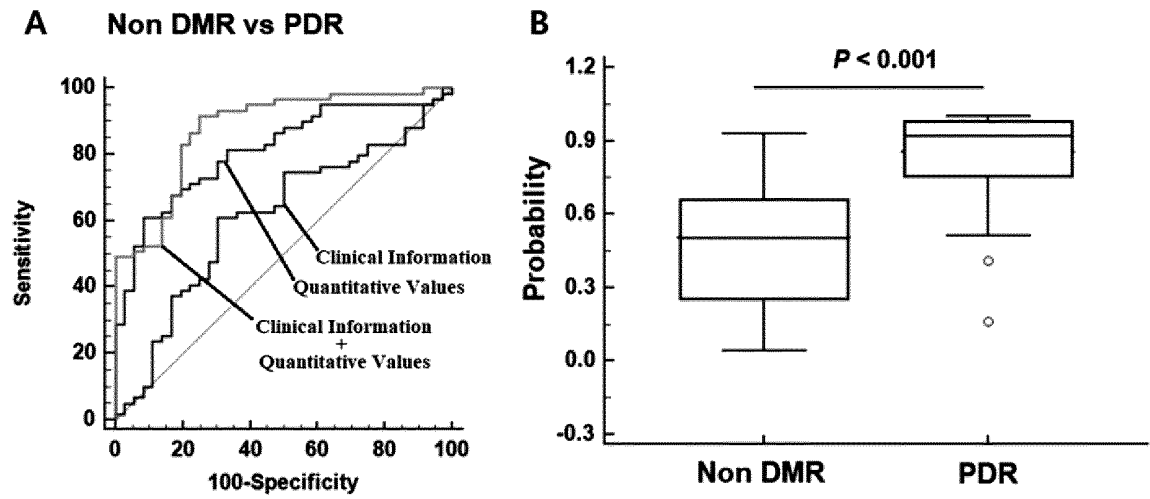 A
Non DMR vs PDR
Sensitivity
100
80
60
40
20
0
0 20 40 60 80 100
100-Specificity
Clinical Information
Quantitative Values
Clinical Information
+
Quantitative Values
B
P < 0.001
Probability
1.2
0.9
0.6
0.3
0.0
-0.3
Non DMR PDR